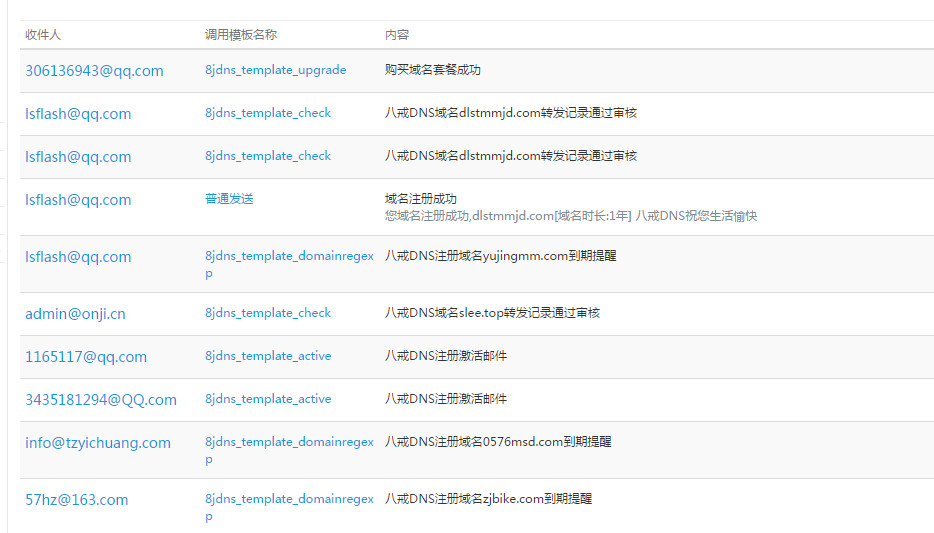 收件人 调用模板名称 内容
306136943@qq.com 8jdns_template_upgrade 购买域名套餐成功
lsflash@qq.com 8jdns_template_check 八戒DNS域名dlstmmjd.com转发记录通过审核
lsflash@qq.com 8jdns_template_check 八戒DNS域名dlstmmjd.com转发记录通过审核
lsflash@qq.com 普通发送 域名注册成功
您域名注册成功,dlstmmjd.com[域名时长:1年] 八戒DNS祝您生活愉快
lsflash@qq.com 8jdns_template_domainregex 八戒DNS注册域名yujingmm.com到期提醒
p
admin@onji.cn 8jdns_template_check 八戒DNS域名slee.top转发记录通过审核
1165117@qq.com 8jdns_template_active 八戒DNS注册激活邮件
3435181294@QQ.com 8jdns_template_active 八戒DNS注册激活邮件
info@tzyichuang.com 8jdns_template_domainregex 八戒DNS注册域名0576msd.com到期提醒
p
57hz@163.com 8jdns_template_domainregex 八戒DNS注册域名zjbike.com到期提醒
p